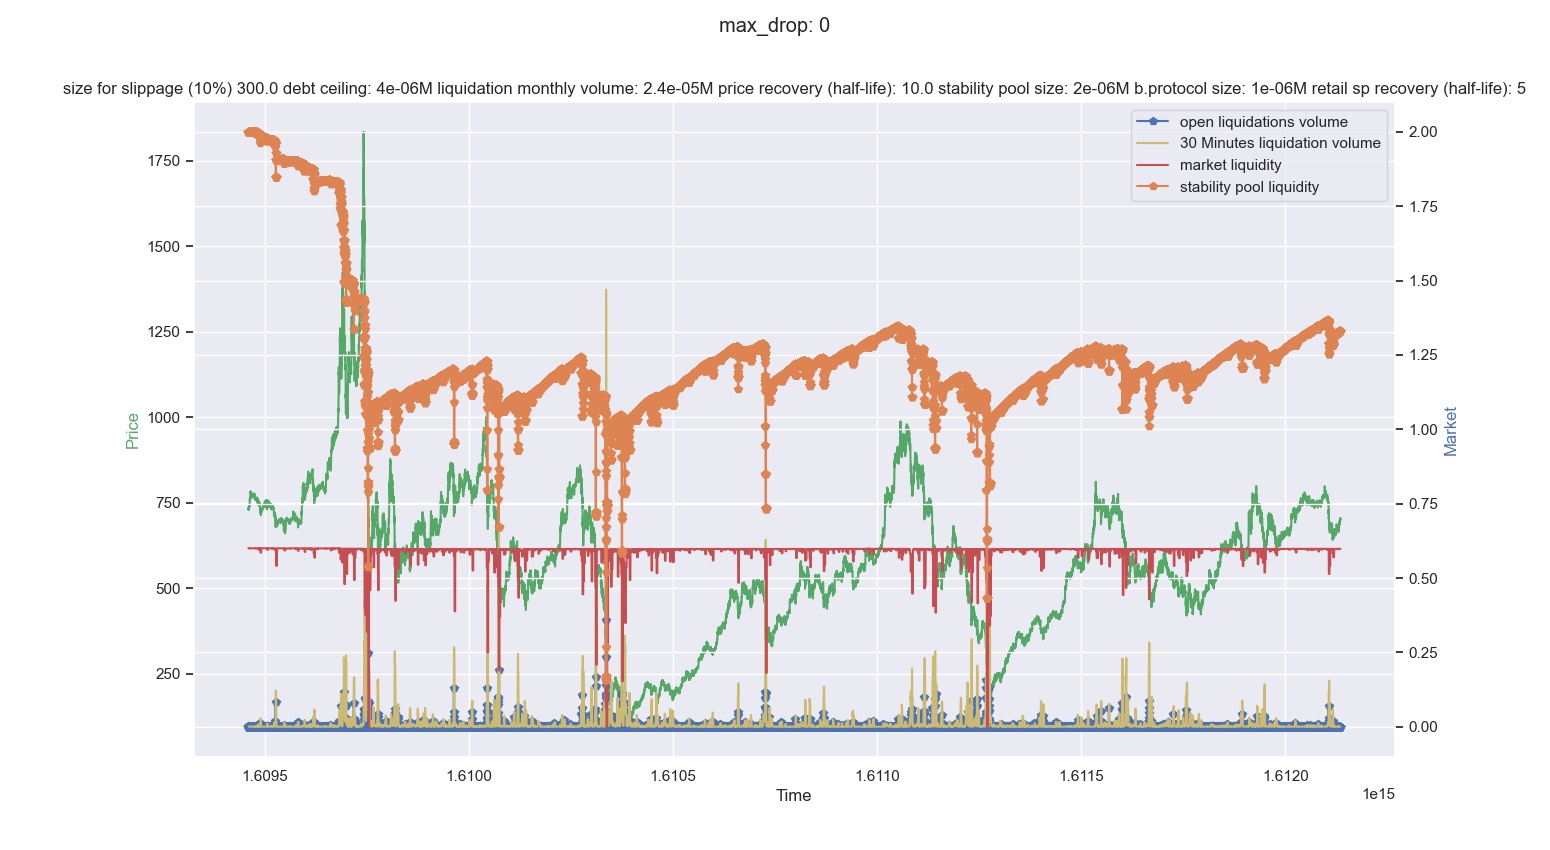 max_drop: 0
size for slippage (10%) 300.0 debt ceiling: 4e-06M liquidation monthly volume: 2.4e-05M price recovery (half-life): 10.0 stability pool size: 2e-06M b.protocol size: 1e-06M retail sp recovery (half-life): 5
open liquidations volume
30 Minutes liquidation volume
market liquidity
stability pool liquidity
1750
1500
1250
1000
750
500
250
Price
2.00
1.75
1.50
1.25
1.00
0.75
0.50
0.25
0.00
Market
1.6095 1.6100 1.6105 1.6110 1.6115 1.6120
1e15
Time